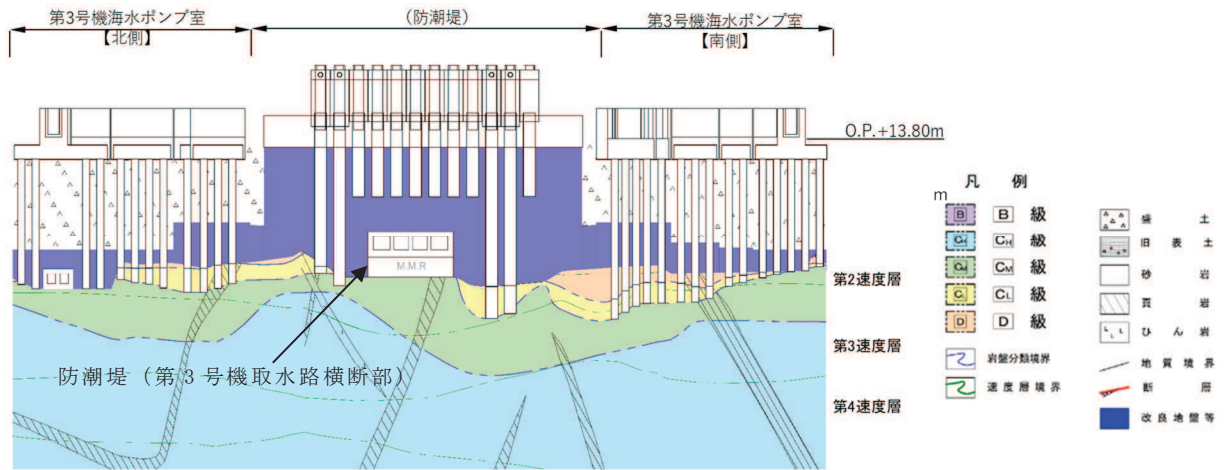 第3号機海水ポンプ室
【北側】
(防潮堤)
第3号機海水ポンプ室
【南側】
O.P.+13.80m
M.M.R
第2速度層
第3速度層
第4速度層
防潮堤(第3号機取水路横断部)
凡 例
m
B B 級
CH CH 級
CM CM 級
CL CL 級
D D 級
岩盤分類境界
速度層境界
盛 土
旧 表 土
砂 岩
頁 岩
ひ ん 岩
地 質 境 界
断 層
改 良 地 盤 等